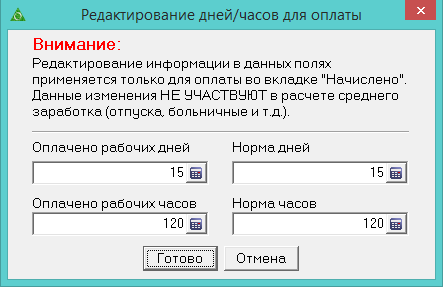 Редактирование дней/часов для оплаты
Внимание:
Редактирование информации в данных полях
применяется только для оплаты во вкладке "Начислено".
Данные изменения НЕ УЧАСТВУЮТ в расчете среднего
заработка (отпуска, больничные и т.д.).
Оплачено рабочих дней Норма дней
15 15
Оплачено рабочих часов Норма часов
120 120
Готово Отмена